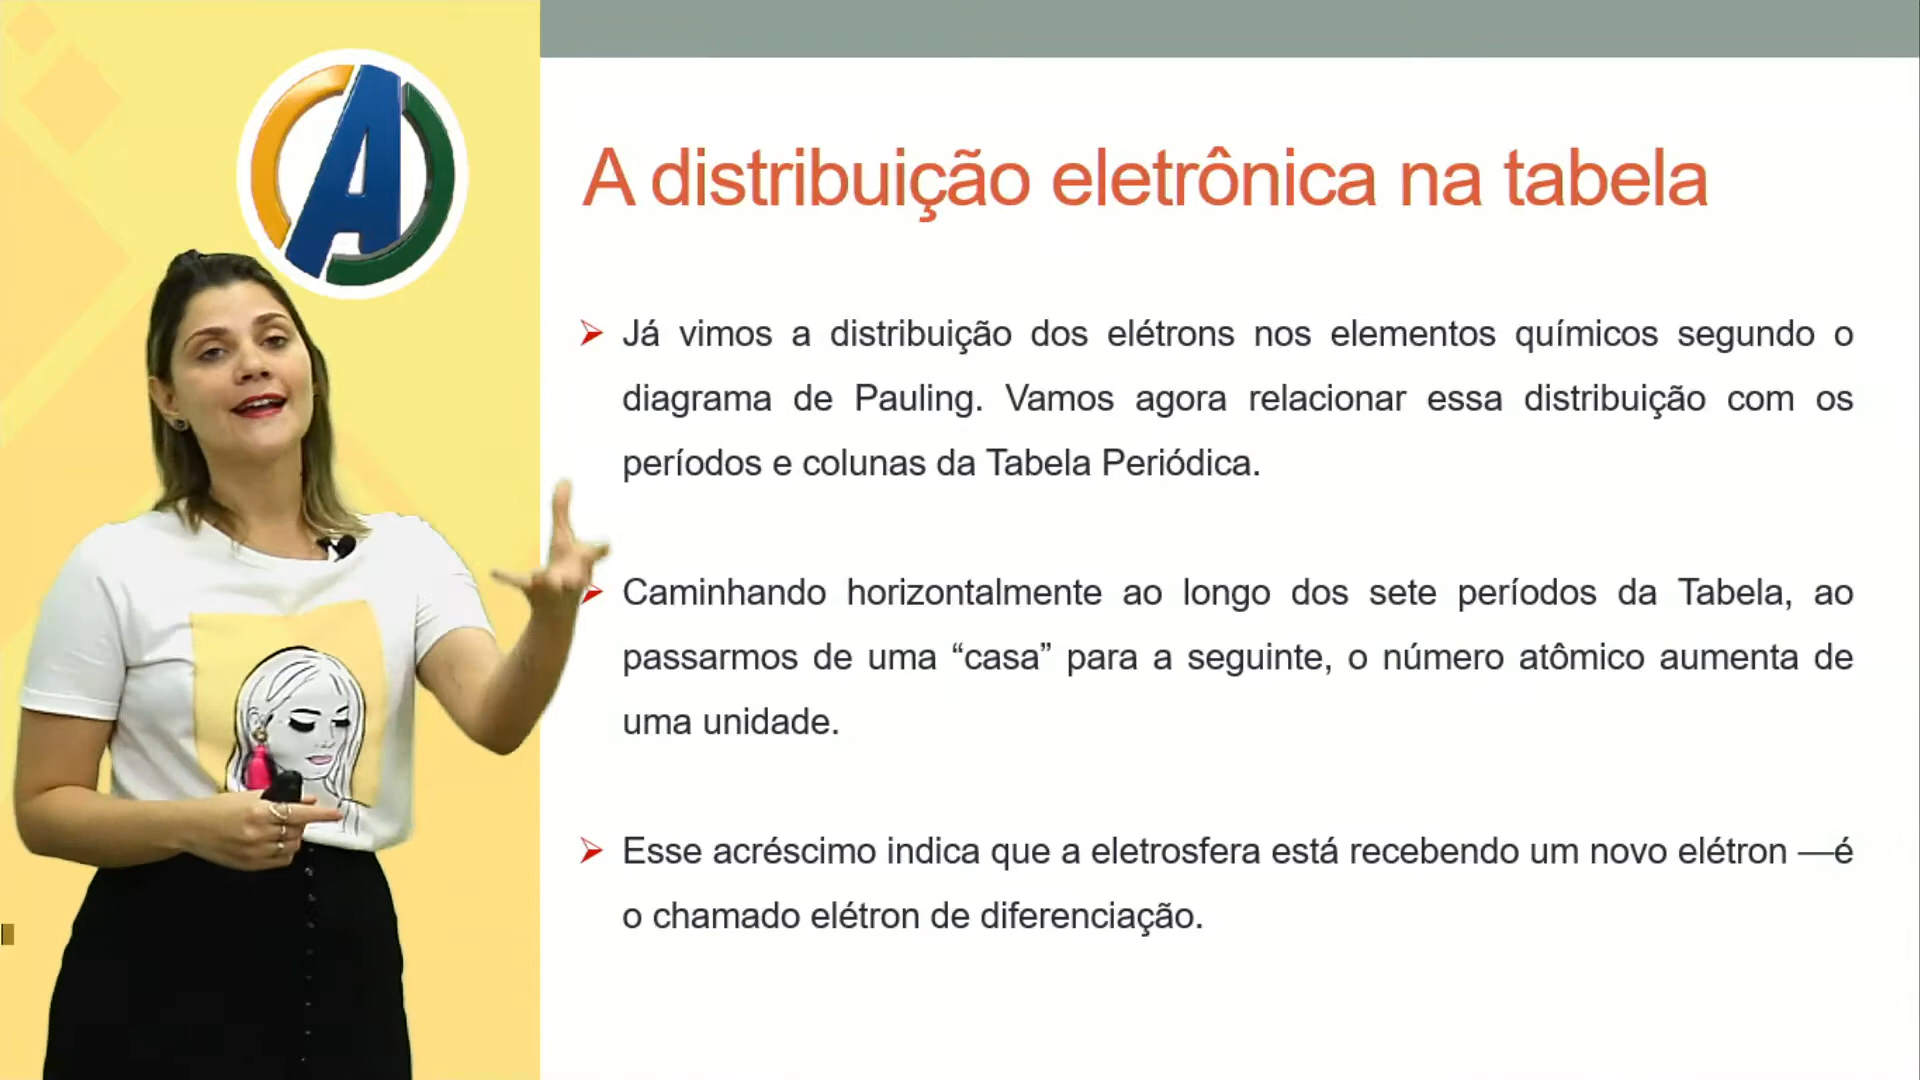 A
A distribuição eletrônica na tabela
Já vimos a distribuição dos elétrons nos elementos químicos segundo o
diagrama de Pauling. Vamos agora relacionar essa distribuição com os
períodos e colunas da Tabela Periódica.
Caminhando horizontalmente ao longo dos sete períodos da Tabela, ao
passarmos de uma “casa” para a seguinte, o número atômico aumenta de
uma unidade.
Esse acréscimo indica que a eletrosfera está recebendo um novo elétron —é
o chamado elétron de diferenciação.